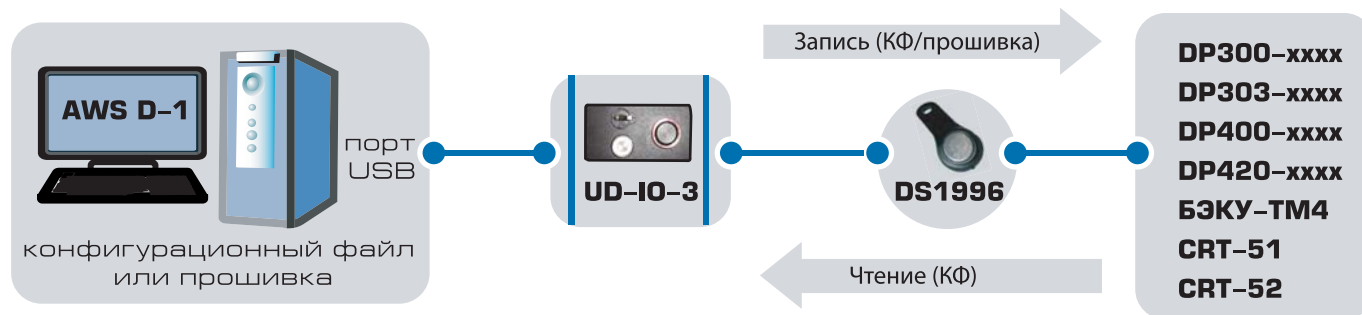 AWS D-1
порт
USB
конфигурационный файл
или прошивка
UD-IO-3
Запись (КФ/прошивка)
DS1996
Чтение (КФ)
DP300-xxxx
DP303-xxxx
DP400-xxxx
DP420-xxxx
БЭКУ-ТМ4
CRT-51
CRT-52